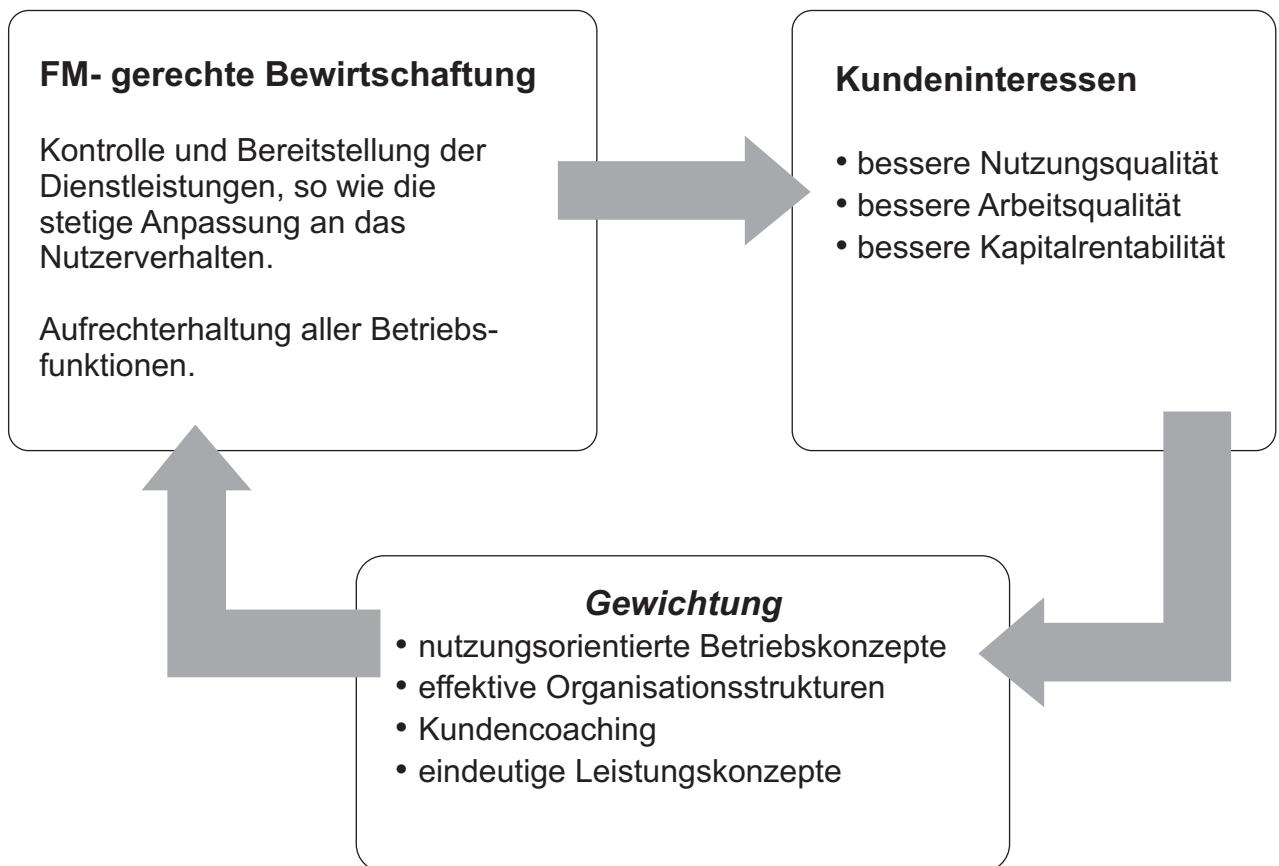 FM- gerechte Bewirtschaftung
Kontrolle und Bereitstellung der
Dienstleistungen, so wie die
stetige Anpassung an das
Nutzerverhalten.
Aufrechterhaltung aller Betriebs-
funktionen.
Kundeninteressen
• bessere Nutzungsqualität
• bessere Arbeitsqualität
• bessere Kapitalrentabilität
Gewichtung
• nutzungsorientierte Betriebskonzepte
• effektive Organisationsstrukturen
• Kundencoaching
• eindeutige Leistungskonzepte